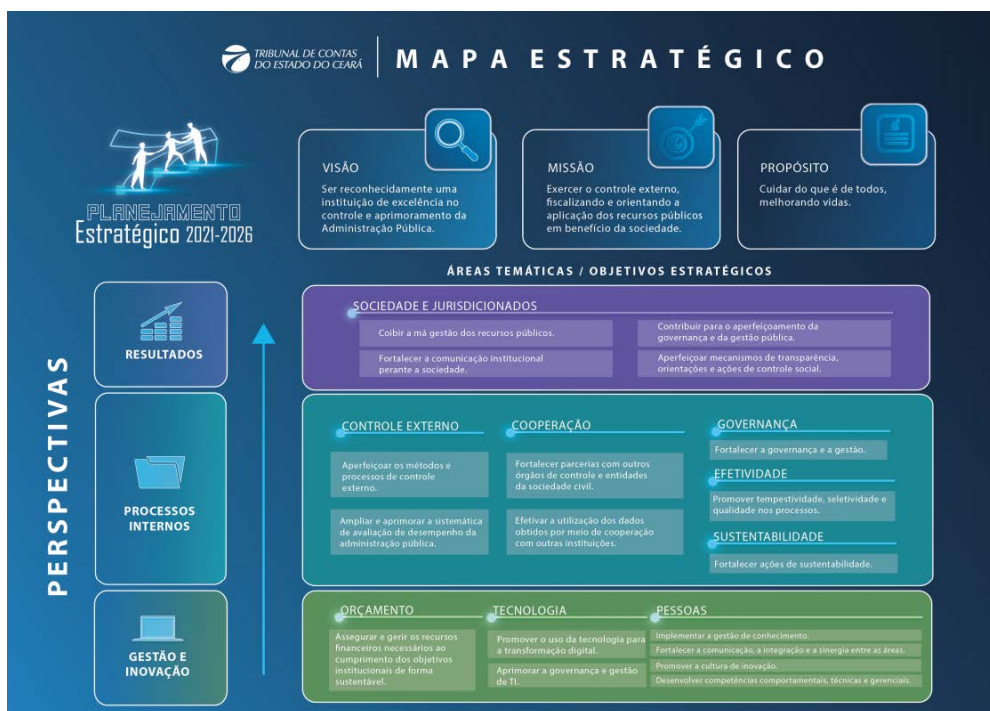 TRIBUNAL DE CONTAS
DO ESTADO DO CEARÁ
MAPA ESTRATÉGICO
PLANEJAMENTO
Estratégico 2021-2026
VISÃO
Ser reconhecidamente uma
instituição de excelência no
controle e aprimoramento da
Administração Pública.
MISSÃO
Exercer o controle externo,
fiscalizando e orientando a
aplicação dos recursos públicos
em benefício da sociedade.
PROPÓSITO
Cuidar do que é de todos,
melhorando vidas.
ÁREAS TEMÁTICAS / OBJETIVOS ESTRATÉGICOS
PERSPECTIVAS
RESULTADOS
SOCIEDADE E JURISDICIONADOS
Coibir a má gestão dos recursos públicos.
Contribuir para o aperfeiçoamento da
governança e da gestão pública.
Fortalecer a comunicação institucional
perante a sociedade.
Aperfeiçoar mecanismos de transparência,
orientações e ações de controle social.
PROCESSOS
INTERNOS
CONTROLE EXTERNO
Aperfeiçoar os métodos e
processos de controle
externo.
Ampliar e aprimorar a sistemática
de avaliação de desempenho da
administração pública.
COOPERAÇÃO
Fortalecer parcerias com outros
órgãos de controle e entidades
da sociedade civil.
Efetivar a utilização dos dados
obtidos por meio de cooperação
com outras instituições.
GOVERNANÇA
Fortalecer a governança e a gestão.
EFETIVIDADE
Promover tempestividade, seletividade e
qualidade nos processos.
SUSTENTABILIDADE
Fortalecer ações de sustentabilidade.
GESTÃO E
INOVAÇÃO
ORÇAMENTO
Assegurar e gerir os recursos
financeiros necessários ao
cumprimento dos objetivos
institucionais de forma
sustentável.
TECNOLOGIA
Promover o uso da tecnologia para
a transformação digital.
Aprimorar a governança e gestão
de TI.
PESSOAS
Implementar a gestão de conhecimento.
Fortalecer a comunicação, a integração e a sinergia entre as áreas.
Promover a cultura de inovação.
Desenvolver competências comportamentais, técnicas e gerenciais.